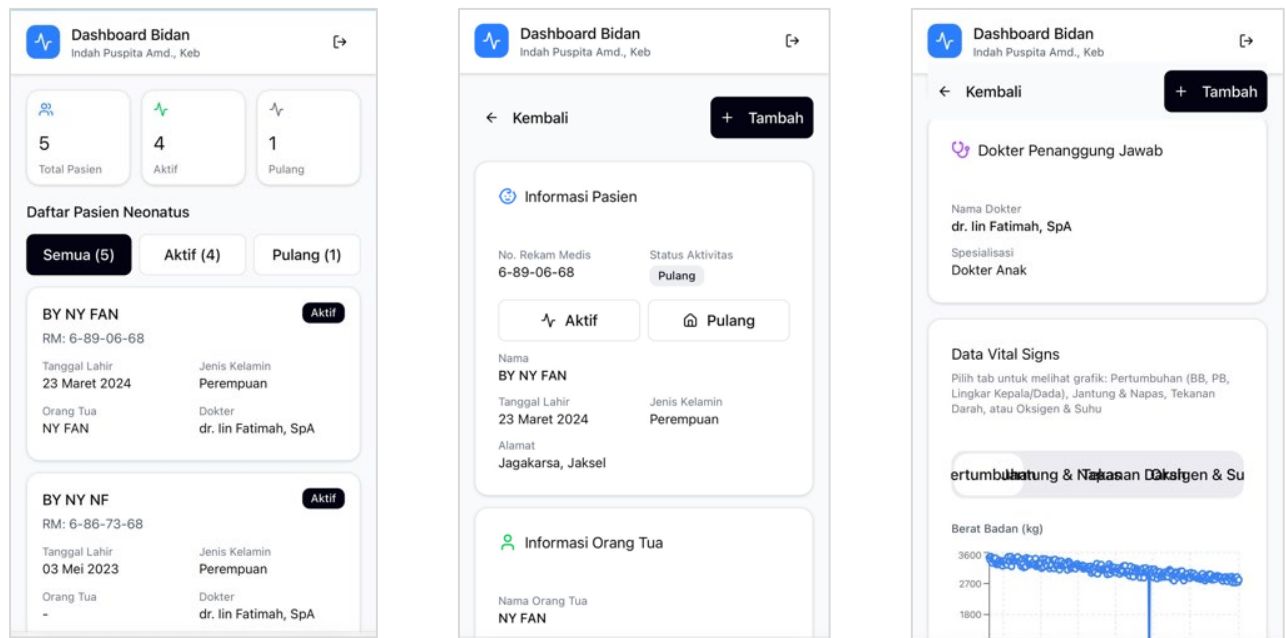 Dashboard Bidan
Indah Puspita Amd., Keb
5
4
1
Total Pasien
Aktif
Pulang
Daftar Pasien Neonatus
Semua (5)
Aktif (4)
Pulang (1)
BY NY FAN
Aktif
RM: 6-89-06-68
Tanggal Lahir
Jenis Kelamin
23 Maret 2024
Perempuan
Orang Tua
Dokter
NY FAN
dr. Iin Fatimah, SpA
BY NY NF
Aktif
RM: 6-86-73-68
Tanggal Lahir
Jenis Kelamin
03 Mei 2023
Perempuan
Orang Tua
Dokter
-
dr. Iin Fatimah, SpA
Dashboard Bidan
Indah Puspita Amd., Keb
← Kembali
+ Tambah
Informasi Pasien
No. Rekam Medis
Status Aktivitas
6-89-06-68
Pulang
Aktif
Pulang
Nama
BY NY FAN
Tanggal Lahir
Jenis Kelamin
23 Maret 2024
Perempuan
Alamat
Jagakarsa, Jaksel
Informasi Orang Tua
Nama Orang Tua
NY FAN
Dashboard Bidan
Indah Puspita Amd., Keb
← Kembali
+ Tambah
Dokter Penanggung Jawab
Nama Dokter
dr. Iin Fatimah, SpA
Spesialisasi
Dokter Anak
Data Vital Signs
Pilih tab untuk melihat grafik: Pertumbuhan (BB, PB,
Lingkar Kepala/Dada), Jantung & Napas, Tekanan
Darah, atau Oksigen & Suhu
Berat Badan (kg)
3600
2700
1800